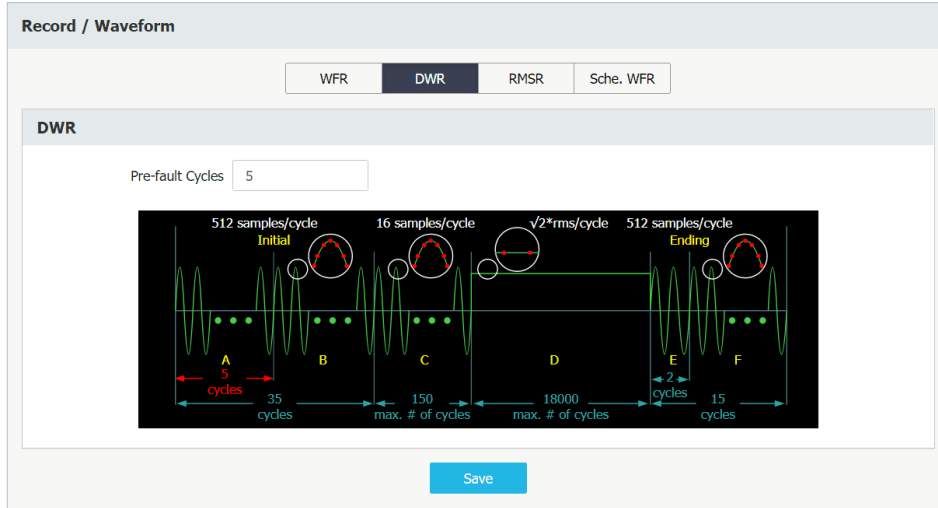 Record / Waveform
WFR DWR RMSR Sche. WFR
DWR
Pre-fault Cycles 5
512 samples/cycle 16 samples/cycle √2*rms/cycle 512 samples/cycle
Initial Ending
A B C D E F
5
cycles
2
cycles
35
cycles
150
max. # of cycles
18000
max. # of cycles
15
cycles
Save